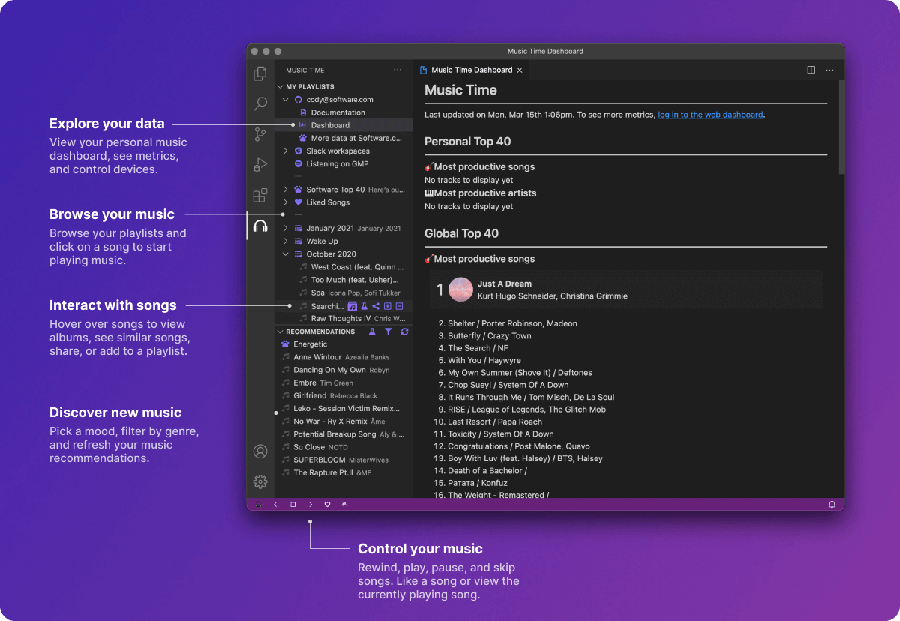 Music Time Dashboard
MUSIC TIME
Music Time Dashboard
MY PLAYLISTS
cody@software.com
Documentation
Dashboard
More data at Software.c...
Slack workspaces
Listening on GMP
Software Top 40 Here's ou...
Liked Songs
January 2021 January 2021
Wake Up
October 2020
West Coast (feat. Quinn ...
Too Much (feat. Usher)...
Spa Icona Pop, Sofi Tukker
Searchi...
Raw Thoughts IV Chris W...
RECOMMENDATIONS
Energetic
Anna Wintour Azealia Banks
Dancing On My Own Robyn
Embre Tim Green
Girlfriend Rebecca Black
Loko - Session Victim Remix...
No War - Ry X Remix Âme
Potential Breakup Song Aly & ...
So Close NOTD
SUPERBLOOM MisterWives
The Rapture Pt.II &ME
Music Time
Last updated on Mon, Mar 15th 1:06pm. To see more metrics, log in to the web dashboard.
Personal Top 40
Most productive songs
No tracks to display yet
Most productive artists
No tracks to display yet
Global Top 40
Most productive songs
1 Just A Dream
Kurt Hugo Schneider, Christina Grimmie
2. Shelter / Porter Robinson, Madeon
3. Butterfly / Crazy Town
4. The Search / NF
5. With You / Haywyre
6. My Own Summer (Shove It) / Deftones
7. Chop Suey! / System Of A Down
8. It Runs Through Me / Tom Misch, De La Soul
9. RISE / League of Legends, The Glitch Mob
10. Last Resort / Papa Roach
11. Toxicity / System Of A Down
12. Congratulations / Post Malone, Quavo
13. Boy With Luv (feat. Halsey) / BTS, Halsey
14. Death of a Bachelor /
15. Ратата / Konfuz
16. The Weight - Remastered /
Explore your data
View your personal music
dashboard, see metrics,
and control devices.
Browse your music
Browse your playlists and
click on a song to start
playing music.
Interact with songs
Hover over songs to view
albums, see similar songs,
share, or add to a playlist.
Discover new music
Pick a mood, filter by genre,
and refresh your music
recommendations.
Control your music
Rewind, play, pause, and skip
songs. Like a song or view the
currently playing song.